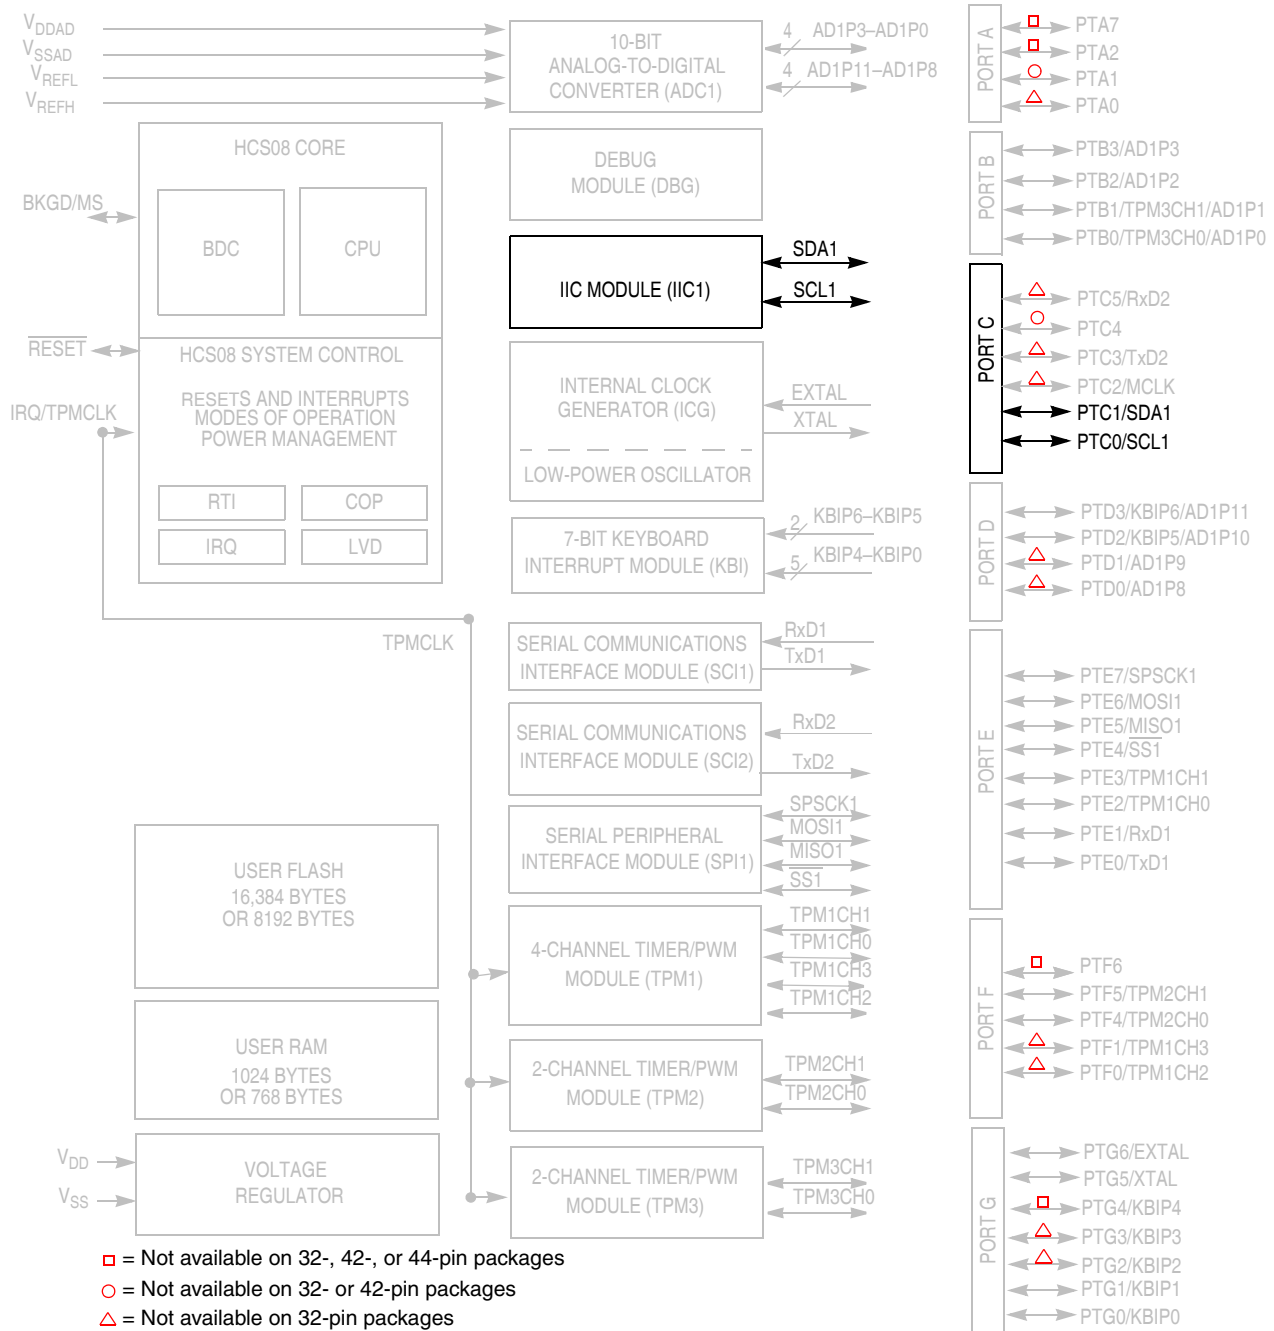 VDDAD
VSSAD
VREFL
VREFH
10-BIT
ANALOG-TO-DIGITAL
CONVERTER (ADC1)
4 AD1P3–AD1P0
4 AD1P11–AD1P8
HCS08 CORE
BDC
CPU
BKGD/MS
RESET
HCS08 SYSTEM CONTROL
RESETS AND INTERRUPTS
MODES OF OPERATION
POWER MANAGEMENT
IRQ/TPMCLK
RTI
COP
IRQ
LVD
TPMCLK
DEBUG
MODULE (DBG)
IIC MODULE (IIC1)
SDA1
SCL1
INTERNAL CLOCK
GENERATOR (ICG)
LOW-POWER OSCILLATOR
EXTAL
XTAL
7-BIT KEYBOARD
INTERRUPT MODULE (KBI)
2 KBIP6–KBIP5
5 KBIP4–KBIP0
SERIAL COMMUNICATIONS
INTERFACE MODULE (SCI1)
RxD1
TxD1
SERIAL COMMUNICATIONS
INTERFACE MODULE (SCI2)
RxD2
TxD2
SERIAL PERIPHERAL
INTERFACE MODULE (SPI1)
SPSCK1
MOSI1
MISO1
SS1
USER FLASH
16,384 BYTES
OR 8192 BYTES
4-CHANNEL TIMER/PWM
MODULE (TPM1)
TPM1CH1
TPM1CH0
TPM1CH3
TPM1CH2
USER RAM
1024 BYTES
OR 768 BYTES
2-CHANNEL TIMER/PWM
MODULE (TPM2)
TPM2CH1
TPM2CH0
VDD
VSS
VOLTAGE
REGULATOR
2-CHANNEL TIMER/PWM
MODULE (TPM3)
TPM3CH1
TPM3CH0
PORT A
PTA7
PTA2
PTA1
PTA0
PORT B
PTB3/AD1P3
PTB2/AD1P2
PTB1/TPM3CH1/AD1P1
PTB0/TPM3CH0/AD1P0
PORT C
PTC5/RxD2
PTC4
PTC3/TxD2
PTC2/MCLK
PTC1/SDA1
PTC0/SCL1
PORT D
PTD3/KBIP6/AD1P11
PTD2/KBIP5/AD1P10
PTD1/AD1P9
PTD0/AD1P8
PORT E
PTE7/SPSCK1
PTE6/MOSI1
PTE5/MISO1
PTE4/SS1
PTE3/TPM1CH1
PTE2/TPM1CH0
PTE1/RxD1
PTE0/TxD1
PORT F
PTF6
PTF5/TPM2CH1
PTF4/TPM2CH0
PTF1/TPM1CH3
PTF0/TPM1CH2
PORT G
PTG6/EXTAL
PTG5/XTAL
PTG4/KBIP4
PTG3/KBIP3
PTG2/KBIP2
PTG1/KBIP1
PTG0/KBIP0
= Not available on 32-, 42-, or 44-pin packages
= Not available on 32- or 42-pin packages
= Not available on 32-pin packages